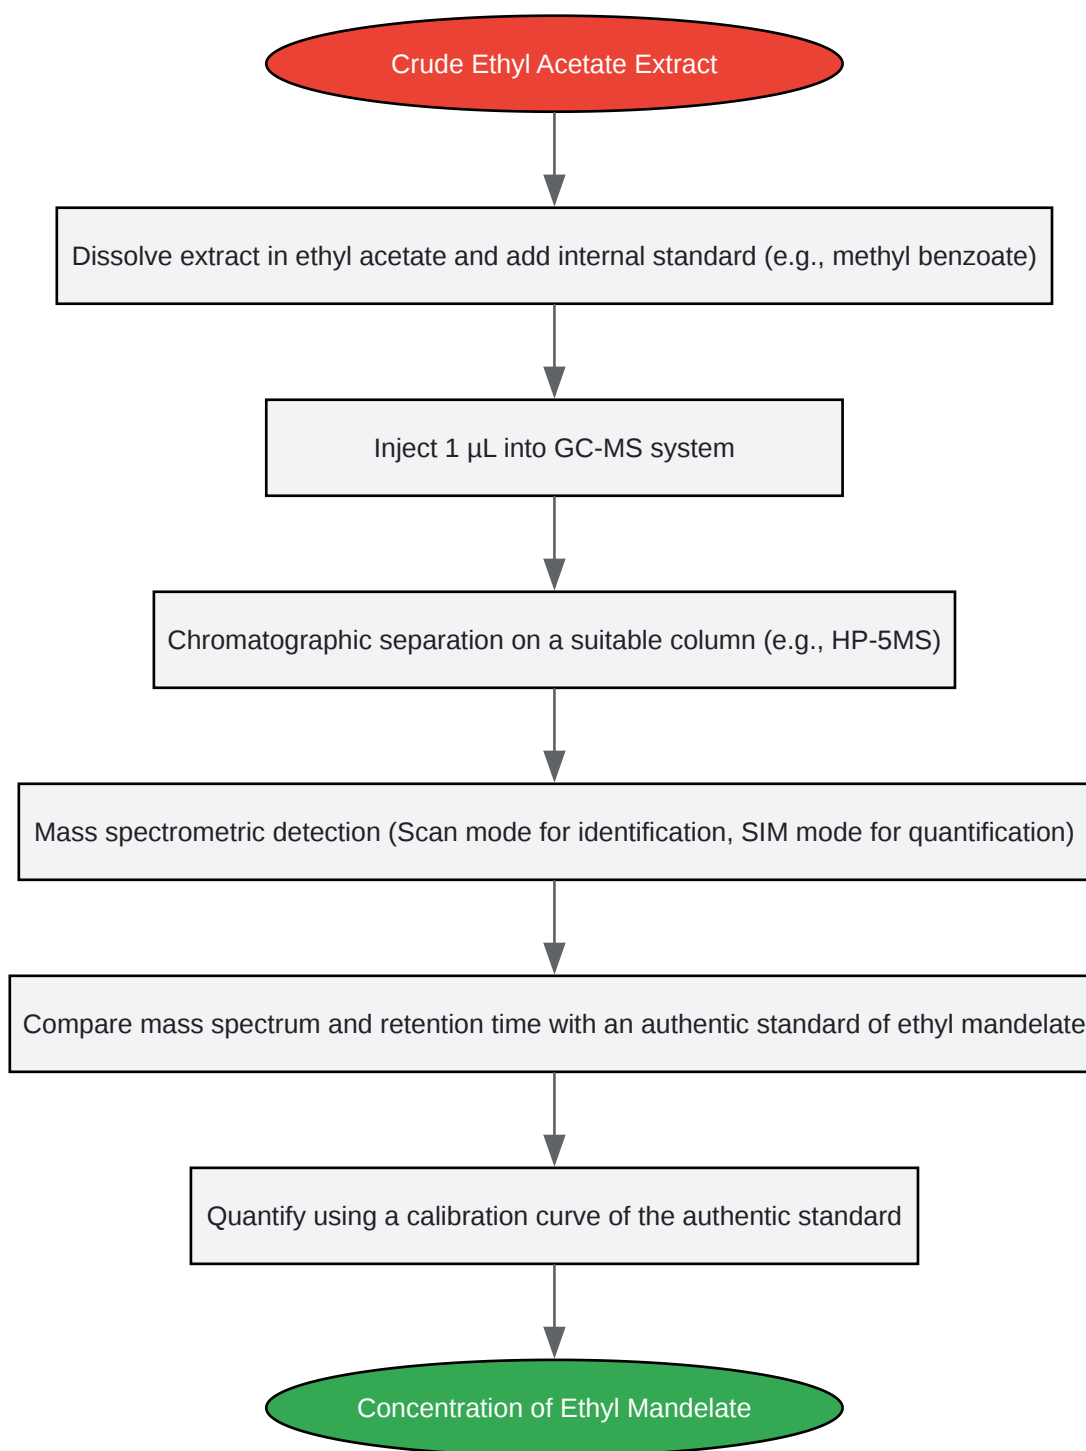 Crude Ethyl Acetate Extract
Dissolve extract in ethyl acetate and add internal standard (e.g., methyl benzoate)
Inject 1 µL into GC-MS system
Chromatographic separation on a suitable column (e.g., HP-5MS)
Mass spectrometric detection (Scan mode for identification, SIM mode for quantification)
Compare mass spectrum and retention time with an authentic standard of ethyl mandelate
Quantify using a calibration curve of the authentic standard
Concentration of Ethyl Mandelate